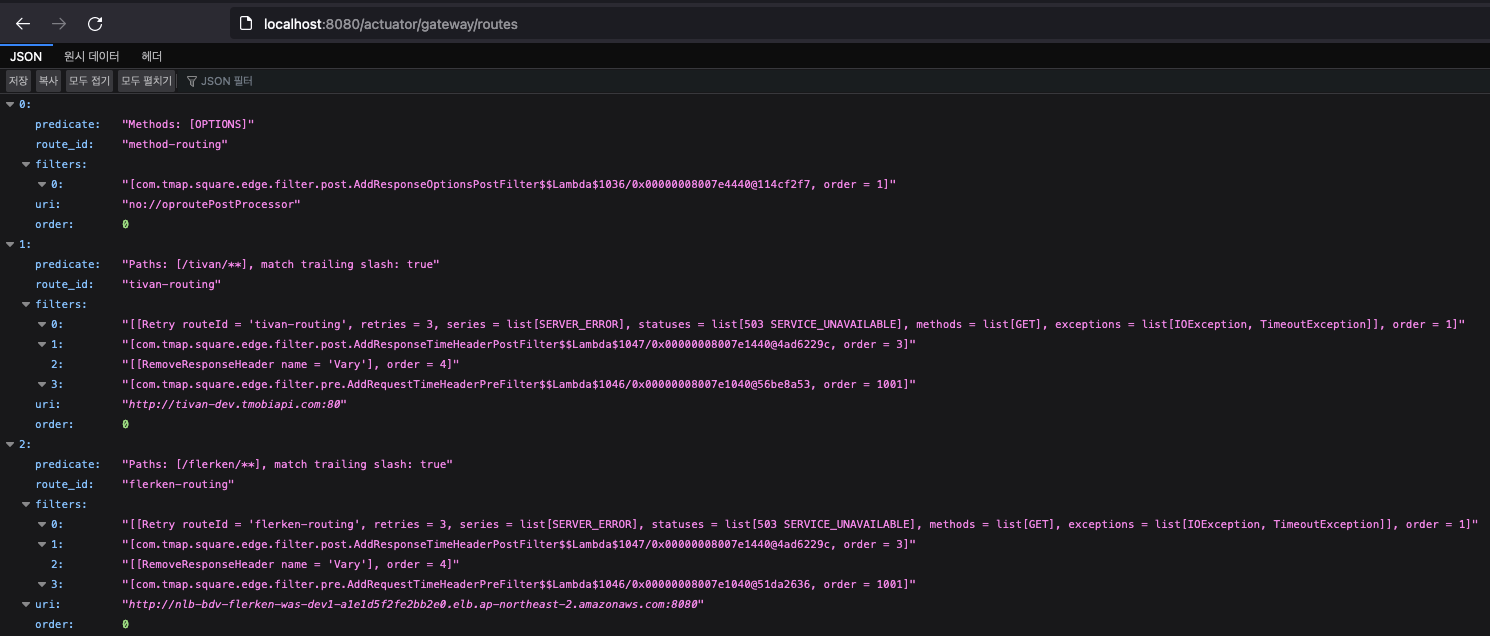 localhost:8080/actuator/gateway/routes
JSON 원시 데이터 헤더
저장 복사 모두 접기 모두 펼치기 JSON 필터
0:
predicate: "Methods: [OPTIONS]"
route_id: "method-routing"
filters:
0: "[com.tmap.square.edge.filter.post.AddResponseOptionsPostFilter$$Lambda$1036/0x00000008007e4440@114cf2f7, order = 1]"
uri: "no://oproutePostProcessor"
order: 0
1:
predicate: "Paths: [/tivan/**], match trailing slash: true"
route_id: "tivan-routing"
filters:
0: "[[Retry routeId = 'tivan-routing', retries = 3, series = list[SERVER_ERROR], statuses = list[503 SERVICE_UNAVAILABLE], methods = list[GET], exceptions = list[IOException, TimeoutException]], order = 1]"
1: "[com.tmap.square.edge.filter.post.AddResponseTimeHeaderPostFilter$$Lambda$1047/0x00000008007e1440@4ad6229c, order = 3]"
2: "[[RemoveResponseHeader name = 'Vary'], order = 4]"
3: "[com.tmap.square.edge.filter.pre.AddRequestTimeHeaderPreFilter$$Lambda$1046/0x00000008007e1040@56be8a53, order = 1001]"
uri: "http://tivan-dev.tmobiapi.com:80"
order: 0
2:
predicate: "Paths: [/flerken/**], match trailing slash: true"
route_id: "flerken-routing"
filters:
0: "[[Retry routeId = 'flerken-routing', retries = 3, series = list[SERVER_ERROR], statuses = list[503 SERVICE_UNAVAILABLE], methods = list[GET], exceptions = list[IOException, TimeoutException]], order = 1]"
1: "[com.tmap.square.edge.filter.post.AddResponseTimeHeaderPostFilter$$Lambda$1047/0x00000008007e1440@4ad6229c, order = 3]"
2: "[[RemoveResponseHeader name = 'Vary'], order = 4]"
3: "[com.tmap.square.edge.filter.pre.AddRequestTimeHeaderPreFilter$$Lambda$1046/0x00000008007e1040@51da2636, order = 1001]"
uri: "http://nlb-bdv-flerken-was-dev1-a1e1d5f2fe2bb2e0.elb.ap-northeast-2.amazonaws.com:8080"
order: 0